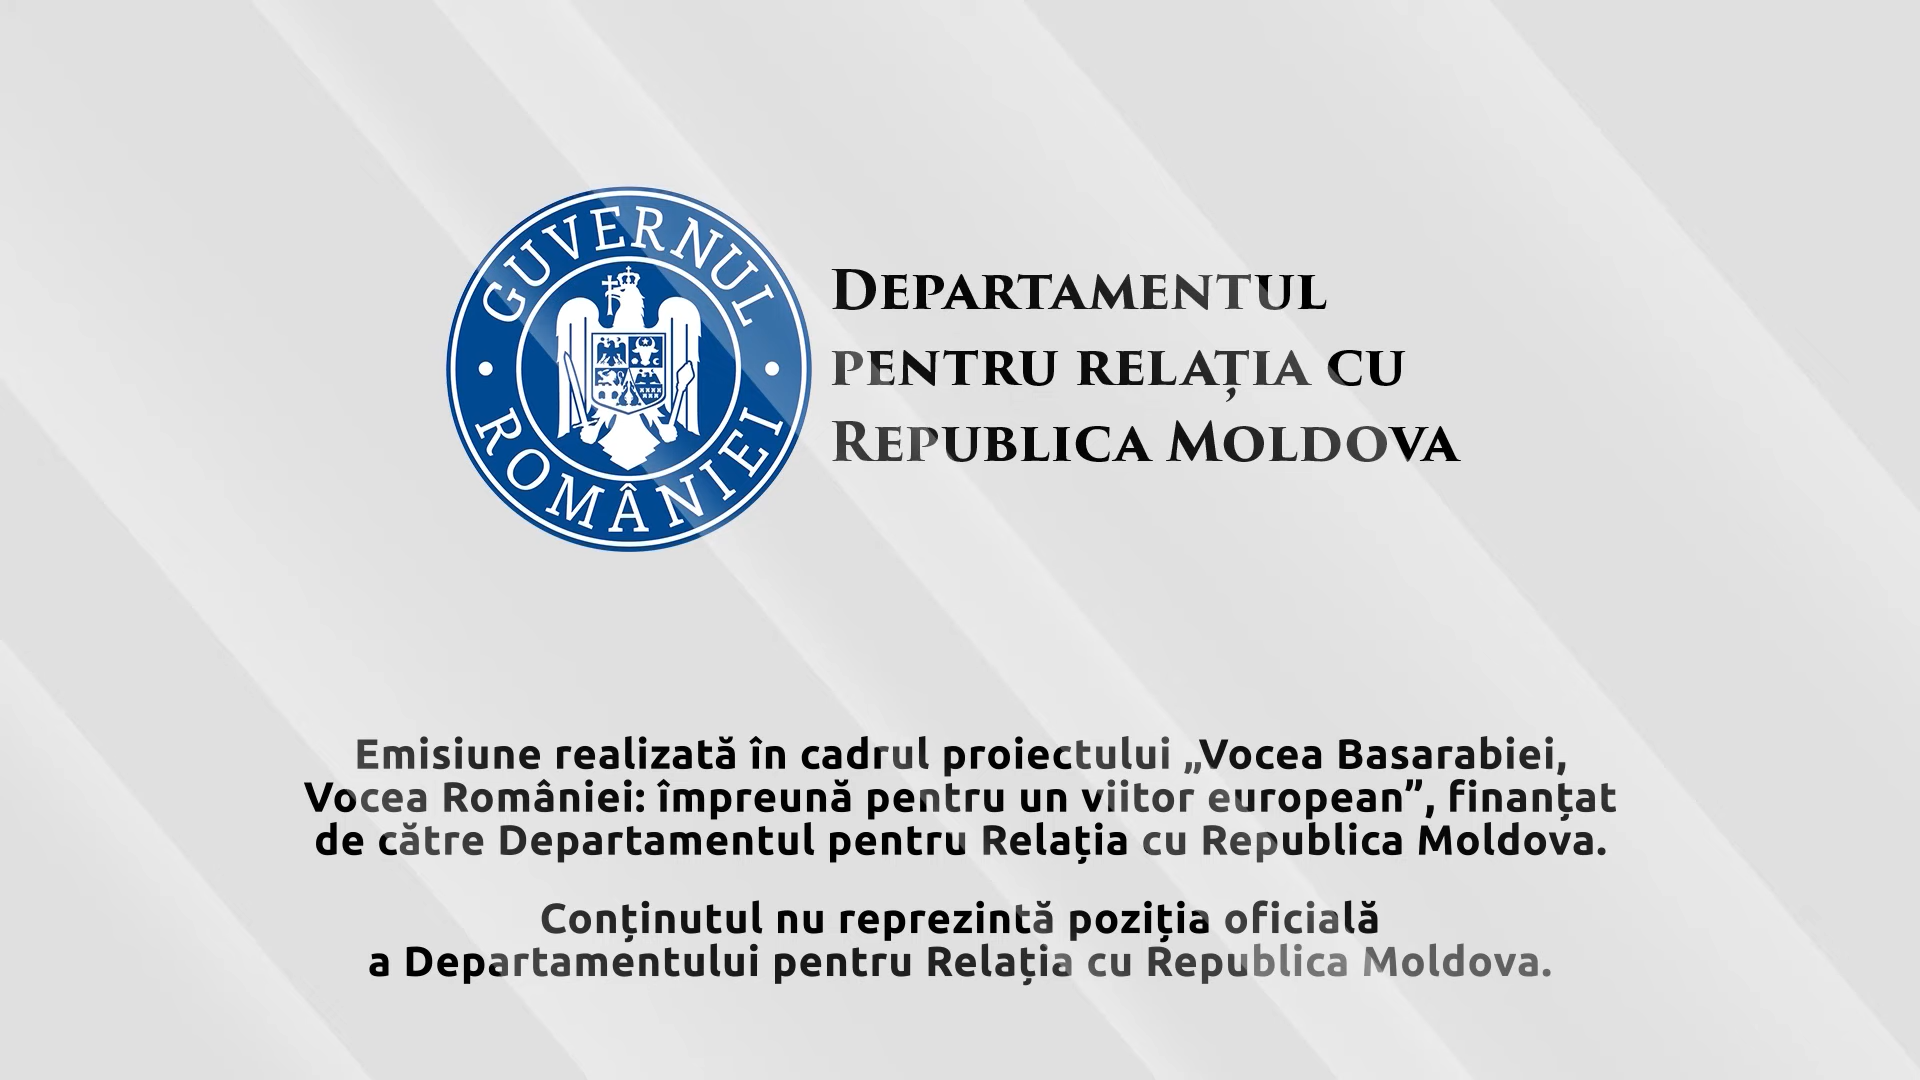 GUVERNUL
ROMÂNIEI
DEPARTAMENTUL
PENTRU RELAȚIA CU
REPUBLICA MOLDOVA
Emisiune realizată în cadrul proiectului „Vocea Basarabiei,
Vocea României: împreună pentru un viitor european”, finanțat
de către Departamentul pentru Relația cu Republica Moldova.
Conținutul nu reprezintă poziția oficială
a Departamentului pentru Relația cu Republica Moldova.